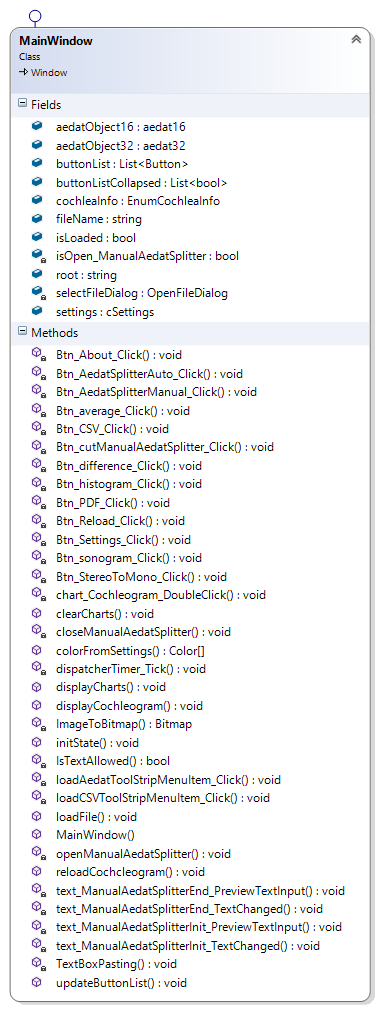 MainWindow
Class
Window
Fields
aedatObject16 : aedat16
aedatObject32 : aedat32
buttonList : List<Button>
buttonListCollapsed : List<bool>
cochleaInfo : EnumCochleaInfo
fileName : string
isLoaded : bool
isOpen_ManualAedatSplitter : bool
root : string
selectFileDialog : OpenFileDialog
settings : cSettings
Methods
Btn_About_Click() : void
Btn_AedatSplitterAuto_Click() : void
Btn_AedatSplitterManual_Click() : void
Btn_average_Click() : void
Btn_CSV_Click() : void
Btn_cutManualAedatSplitter_Click() : void
Btn_difference_Click() : void
Btn_histogram_Click() : void
Btn_PDF_Click() : void
Btn_Reload_Click() : void
Btn_Settings_Click() : void
Btn_sonogram_Click() : void
Btn_StereoToMono_Click() : void
chart_Cochleogram_DoubleClick() : void
clearCharts() : void
closeManualAedatSplitter() : void
colorFromSettings() : Color[]
dispatcherTimer_Tick() : void
displayCharts() : void
displayCochleogram() : void
ImageToBitmap() : Bitmap
initState() : void
IsTextAllowed() : bool
loadAedatToolStripMenuItem_Click() : void
loadCSVToolStripMenuItem_Click() : void
loadFile() : void
MainWindow()
openManualAedatSplitter() : void
reloadCochcleogram() : void
text_ManualAedatSplitterEnd_PreviewTextInput() : void
text_ManualAedatSplitterEnd_TextChanged() : void
text_ManualAedatSplitterInit_PreviewTextInput() : void
text_ManualAedatSplitterInit_TextChanged() : void
TextBoxPasting() : void
updateButtonList() : void